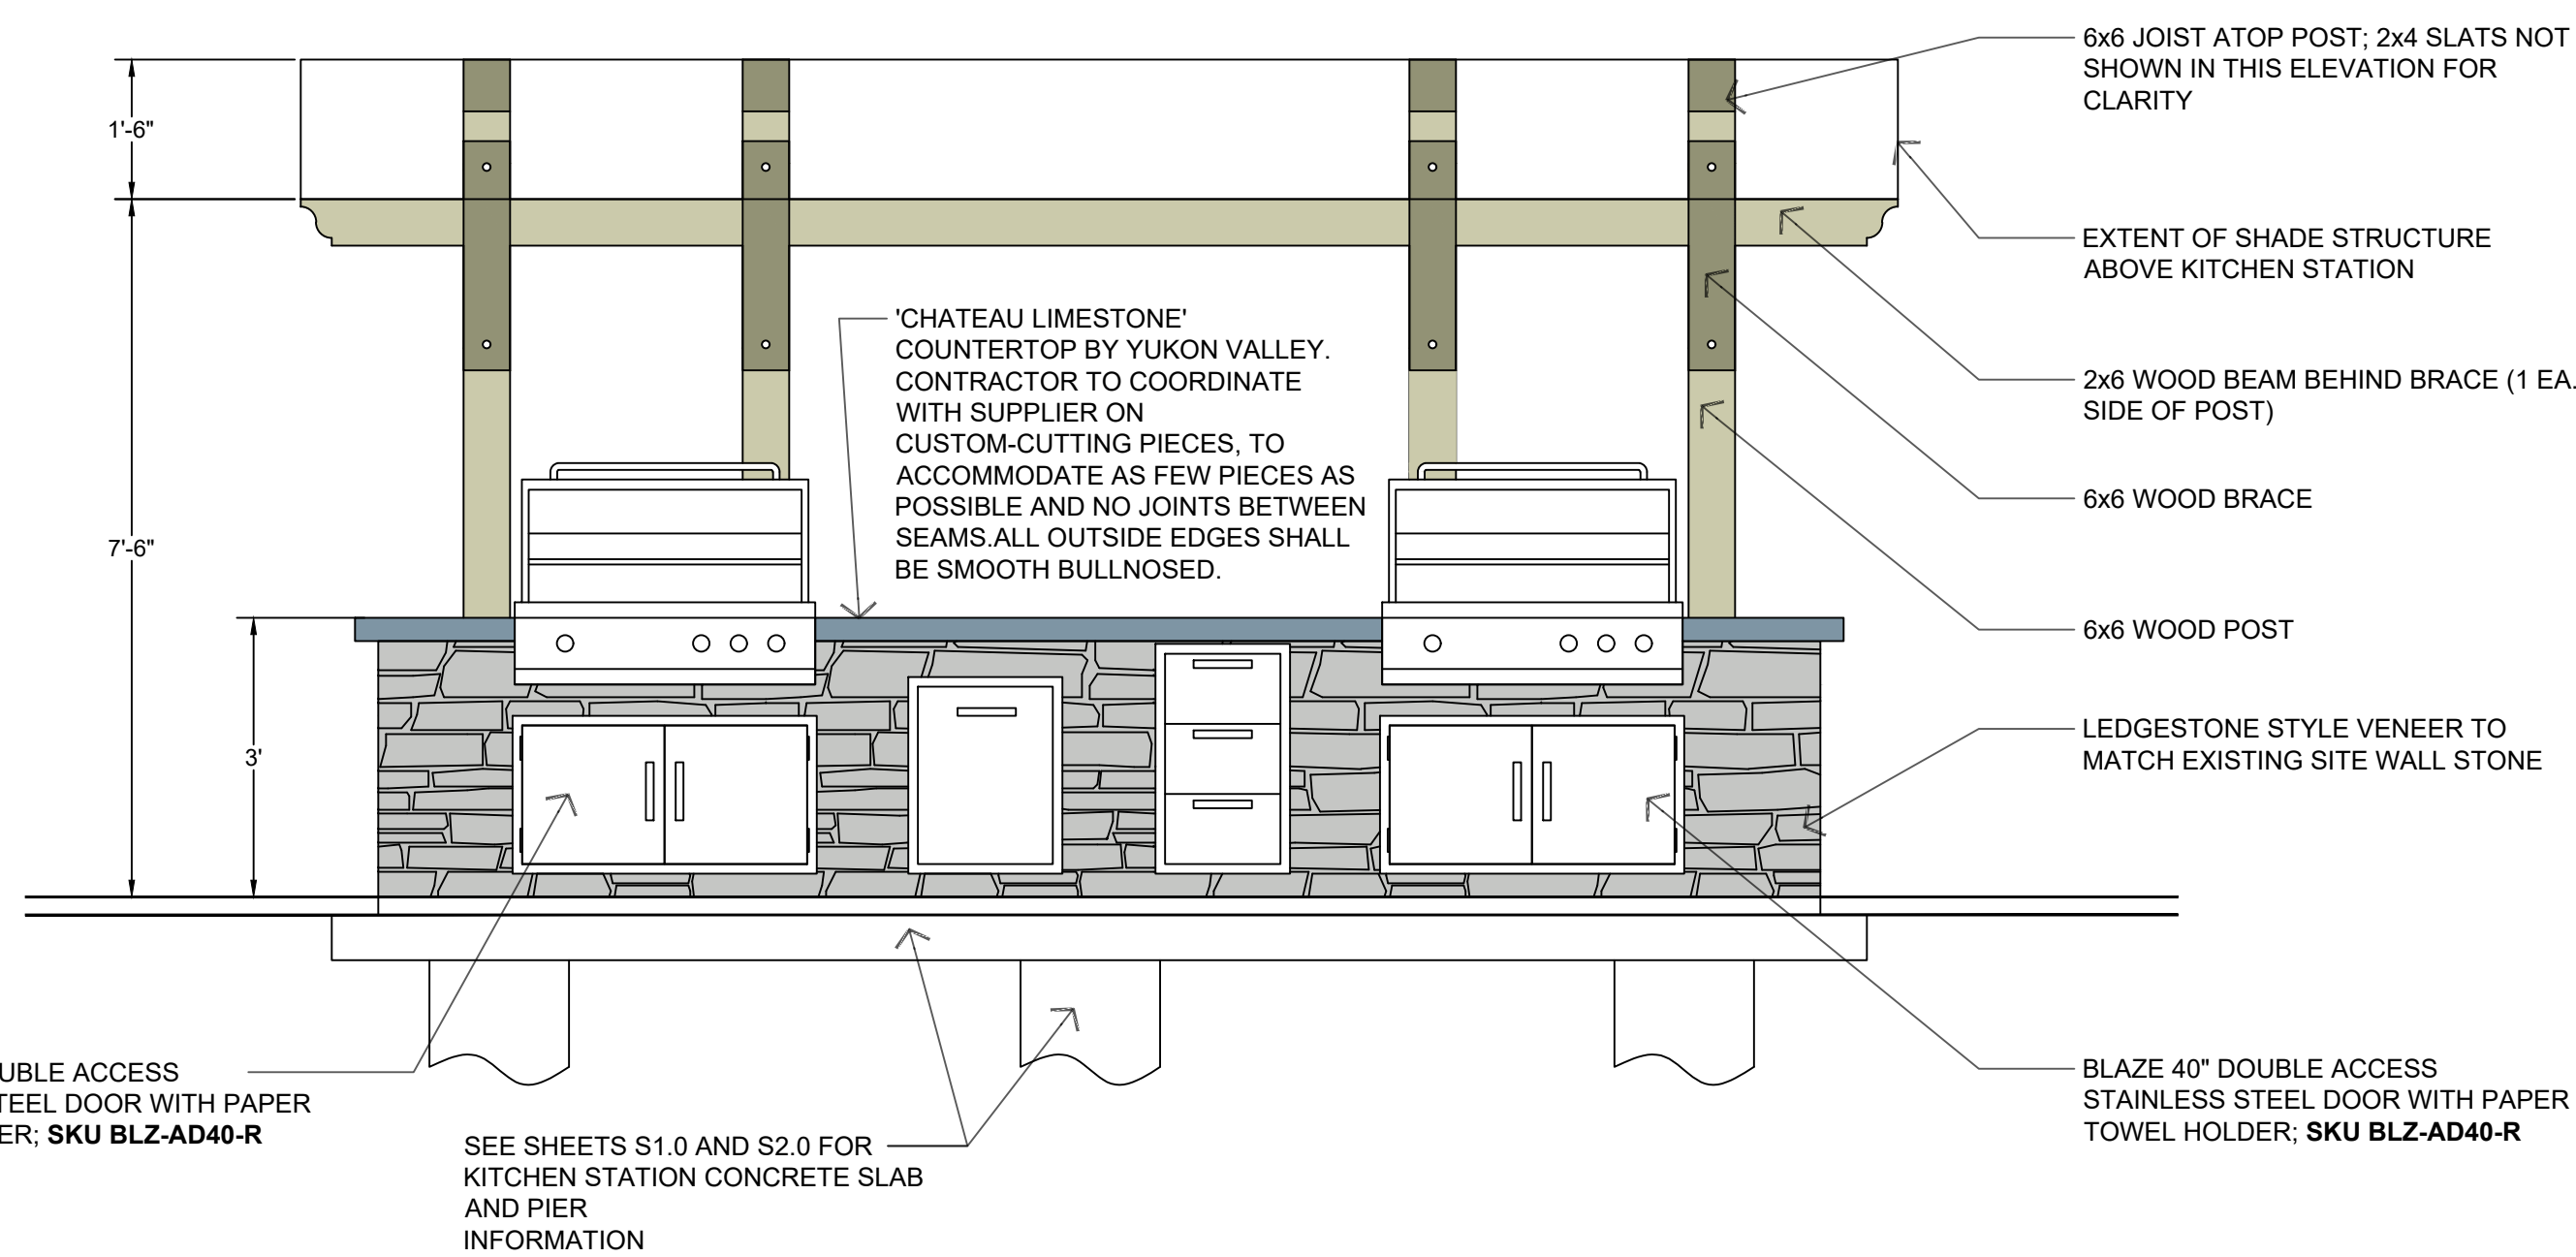 6x6 JOIST ATOP POST; 2x4 SLATS NOT
SHOWN IN THIS ELEVATION FOR
CLARITY
1'-6"
EXTENT OF SHADE STRUCTURE
ABOVE KITCHEN STATION
'CHATEAU LIMESTONE'
COUNTERTOP BY YUKON VALLEY.
CONTRACTOR TO COORDINATE
WITH SUPPLIER ON
CUSTOM-CUTTING PIECES, TO
ACCOMMODATE AS FEW PIECES AS
POSSIBLE AND NO JOINTS BETWEEN
SEAMS.ALL OUTSIDE EDGES SHALL
BE SMOOTH BULLNOSED.
2x6 WOOD BEAM BEHIND BRACE (1 EA.
SIDE OF POST)
6x6 WOOD BRACE
7'-6"
6x6 WOOD POST
3'
LEDGESTONE STYLE VENEER TO
MATCH EXISTING SITE WALL STONE
UBLE ACCESS
TEEL DOOR WITH PAPER
ER; SKU BLZ-AD40-R
SEE SHEETS S1.0 AND S2.0 FOR
KITCHEN STATION CONCRETE SLAB
AND PIER
INFORMATION
BLAZE 40" DOUBLE ACCESS
STAINLESS STEEL DOOR WITH PAPER
TOWEL HOLDER; SKU BLZ-AD40-R